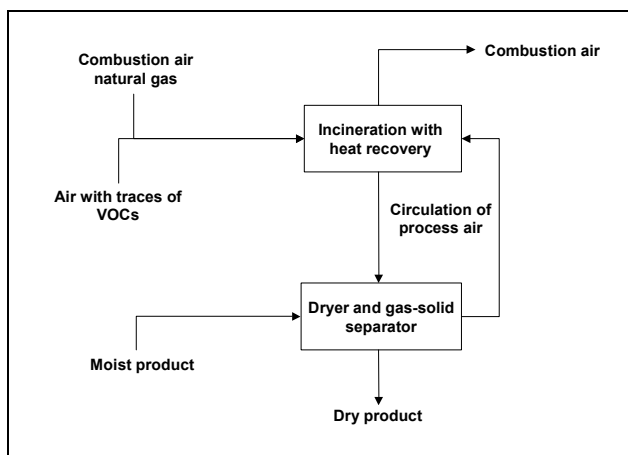 Combustion air
natural gas
Combustion air
Incineration with
heat recovery
Air with traces of
VOCs
Circulation of
process air
Dryer and gas-solid
separator
Moist product
Dry product